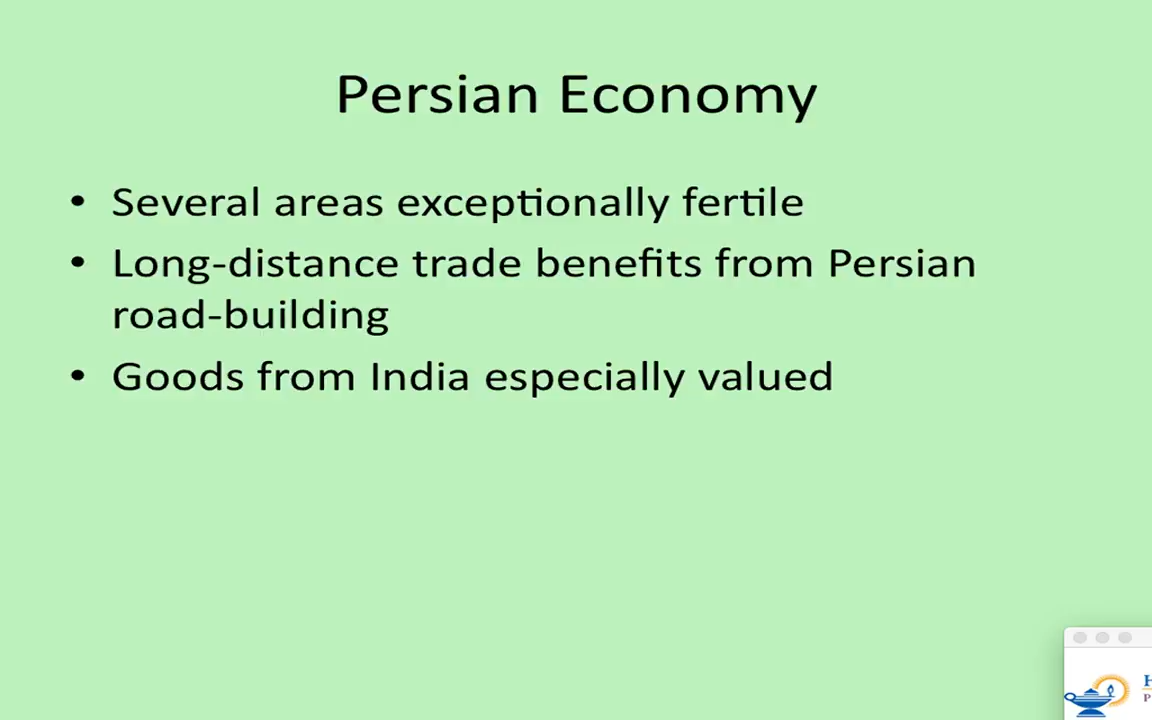 Persian Economy
• Several areas exceptionally fertile
• Long-distance trade benefits from Persian
road-building
• Goods from India especially valued
H
P